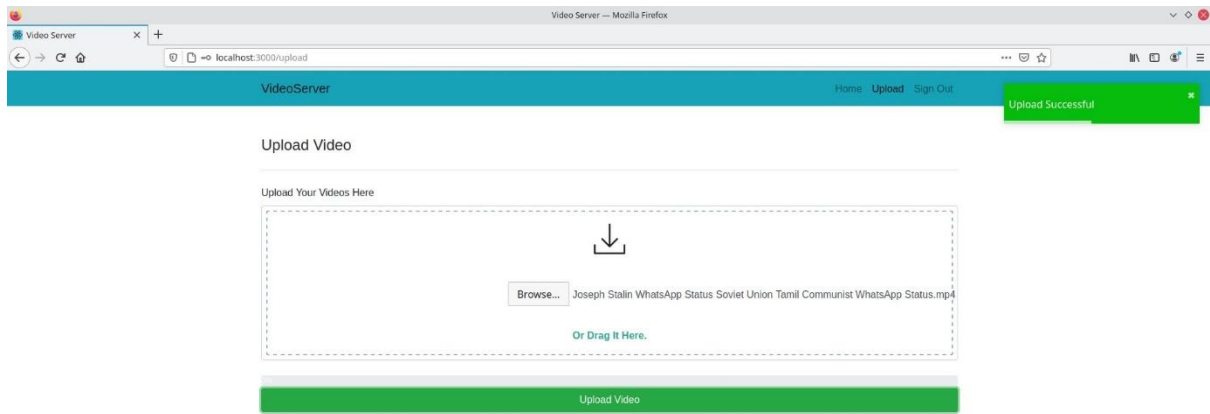 Video Server — Mozilla Firefox
Video Server
localhost:3000/upload
VideoServer
Home Upload Sign Out
Upload Successful
Upload Video
Upload Your Videos Here
Browse... Joseph Stalin WhatsApp Status Soviet Union Tamil Communist WhatsApp Status.mp4
Or Drag It Here.
Upload Video